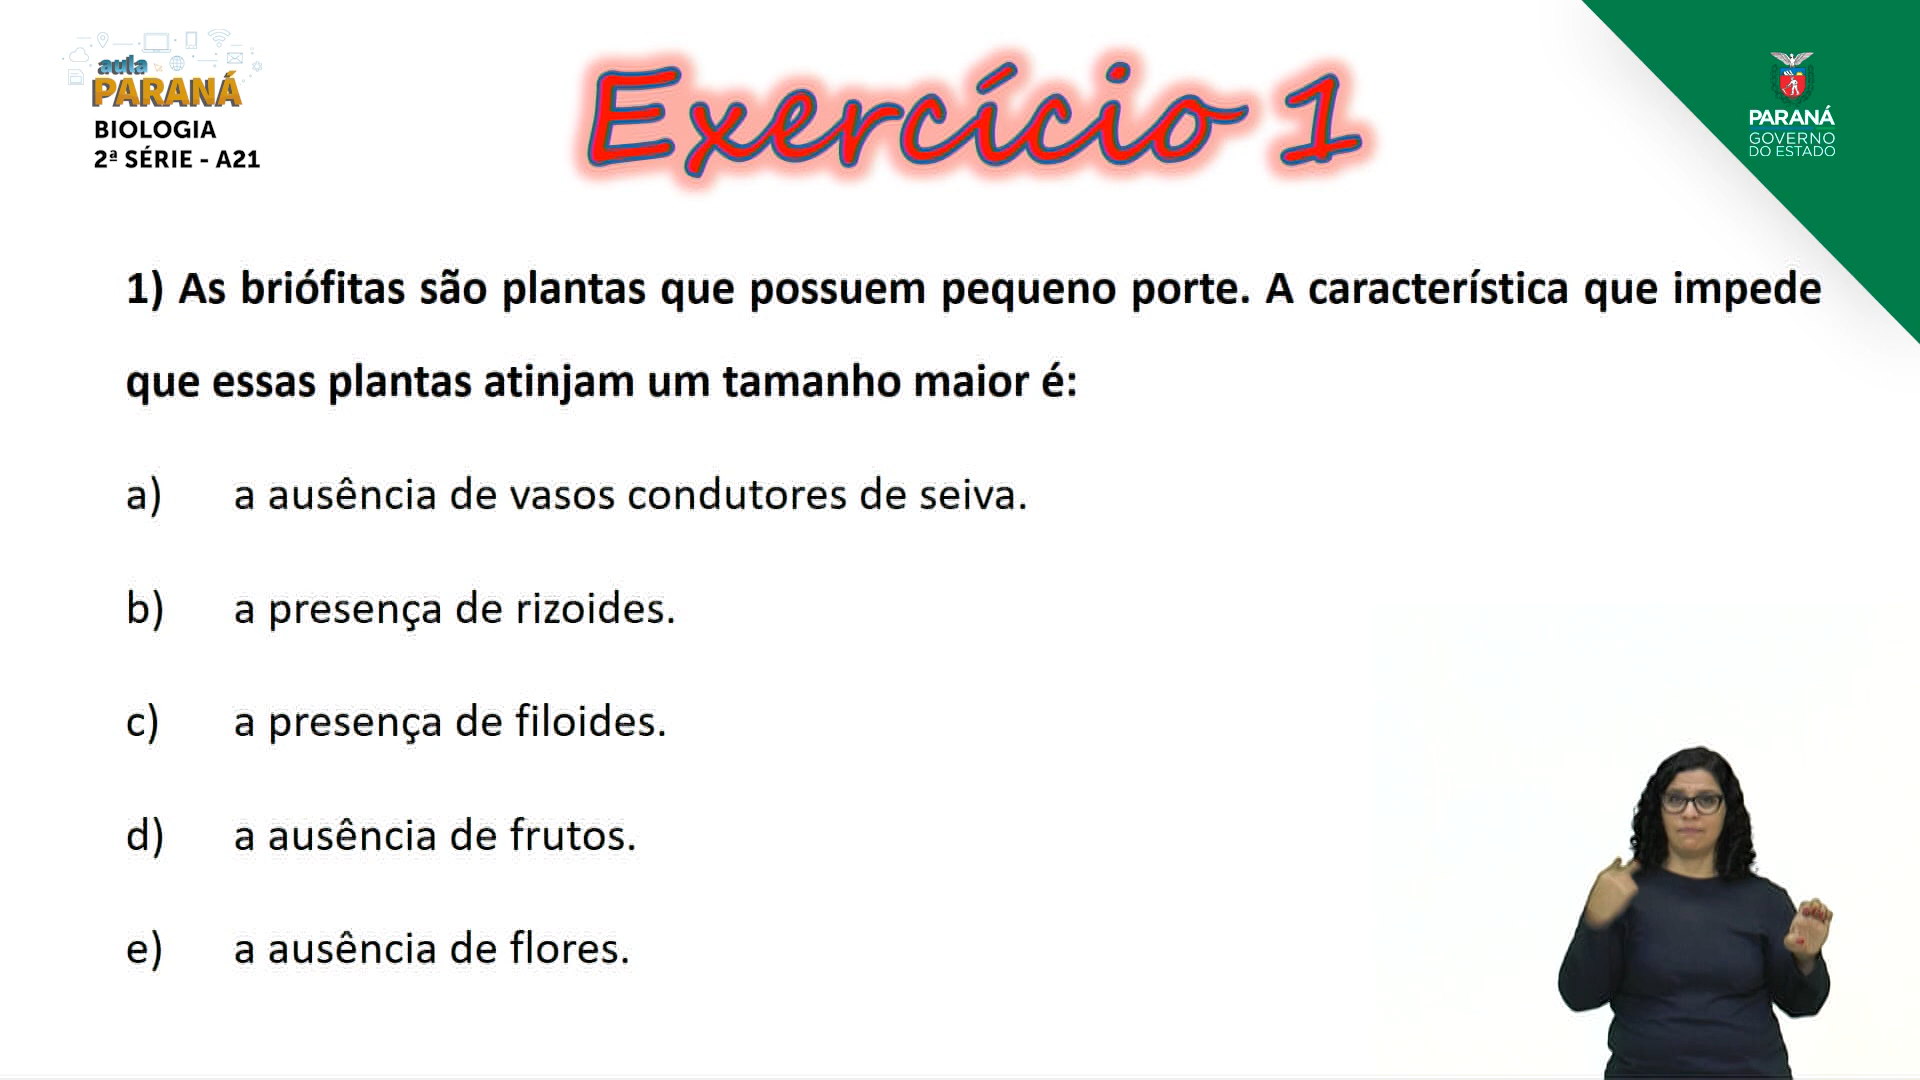 aula
PARANÁ
BIOLOGIA
2ª SÉRIE - A21
Exercício 1
PARANÁ
GOVERNO
DO ESTADO
1) As briófitas são plantas que possuem pequeno porte. A característica que impede
que essas plantas atinjam um tamanho maior é:
a) a ausência de vasos condutores de seiva.
b) a presença de rizoides.
c) a presença de filoides.
d) a ausência de frutos.
e) a ausência de flores.